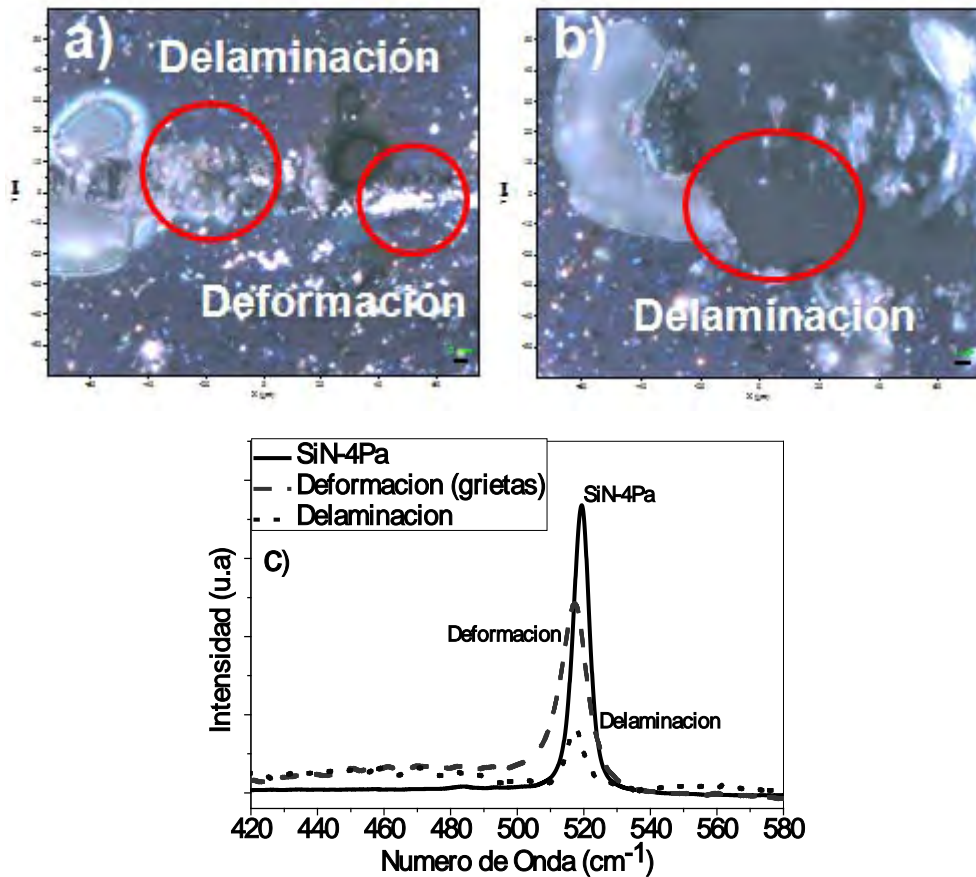 a)
Delaminación
Deformación
b)
Delaminación
SiN-4Pa
Deformacion (grietas)
Delaminacion
c)
SiN-4Pa
Deformacion
Delaminacion
Intensidad (u.a)
420 440 460 480 500 520 540 560 580
Numero de Onda (cm⁻¹)